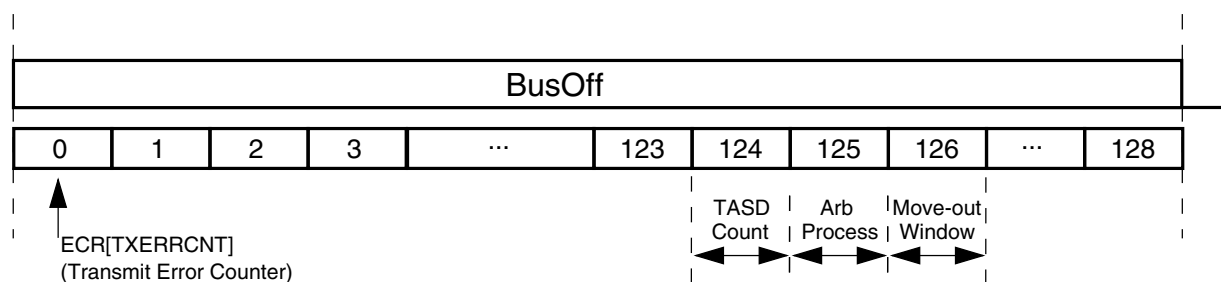 BusOff
0 1 2 3 ... 123 124 125 126 ... 128
TASD Arb Move-out
Count Process Window
ECR[TXERRCNT]
(Transmit Error Counter)